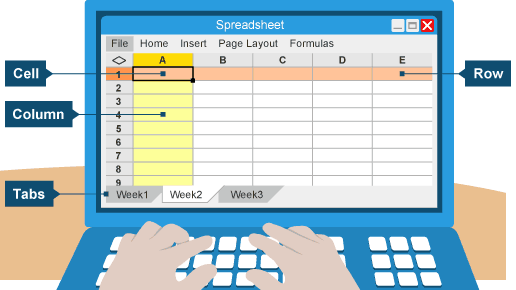 Spreadsheet
File Home Insert Page Layout Formulas
A B C D E
Cell
1
Row
2
3
Column
4
5
6
7
8
9
Tabs
Week1 Week2 Week3